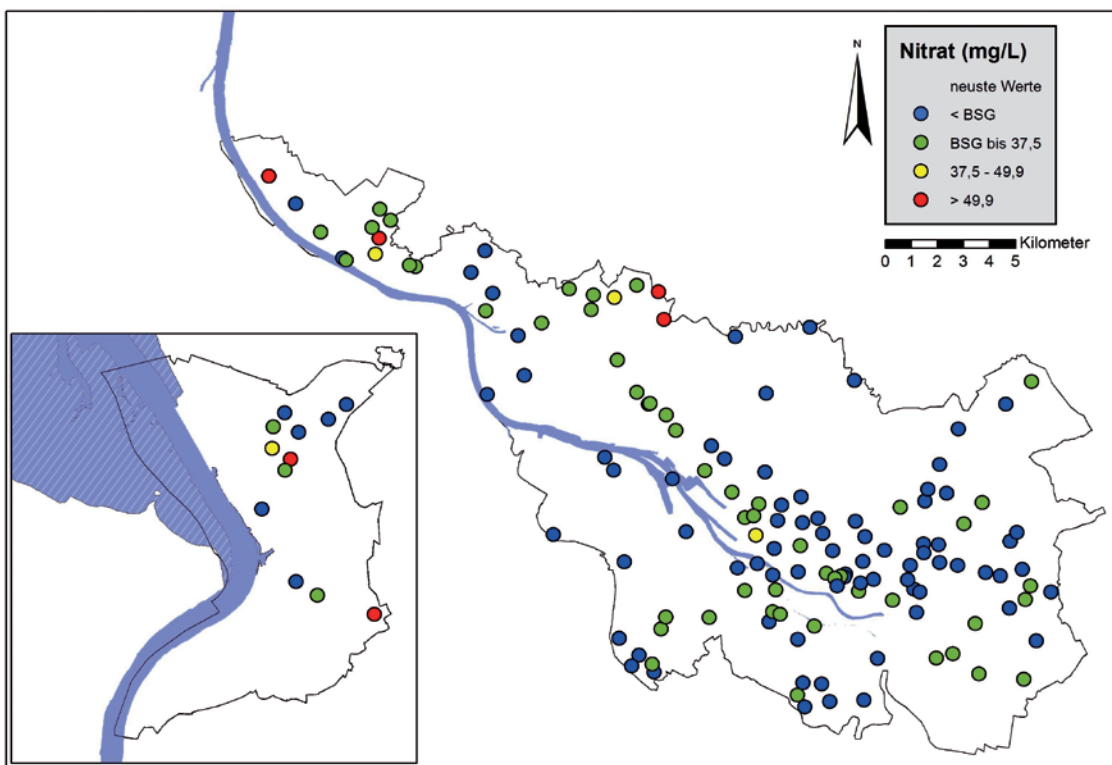 N
Nitrat (mg/L)
neuste Werte
< BSG
BSG bis 37,5
37,5 - 49,9
> 49,9
Kilometer
0 1 2 3 4 5